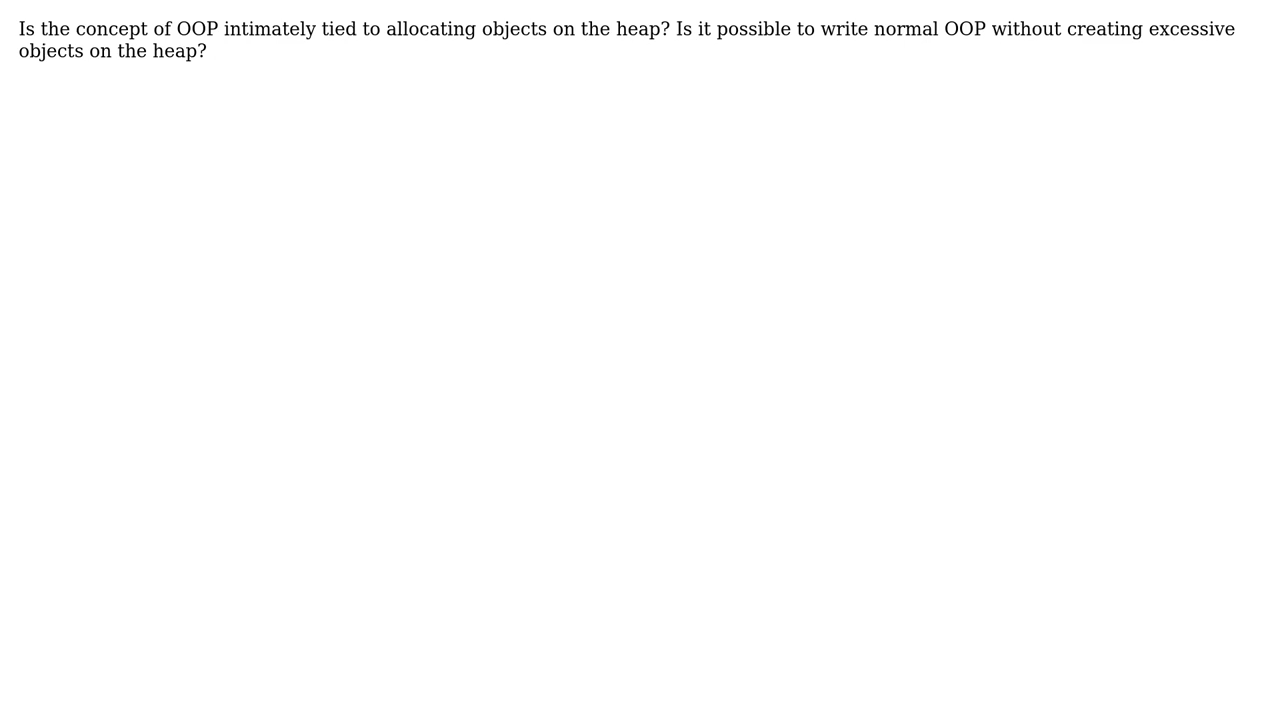 Is the concept of OOP intimately tied to allocating objects on the heap? Is it possible to write normal OOP without creating excessive
objects on the heap?